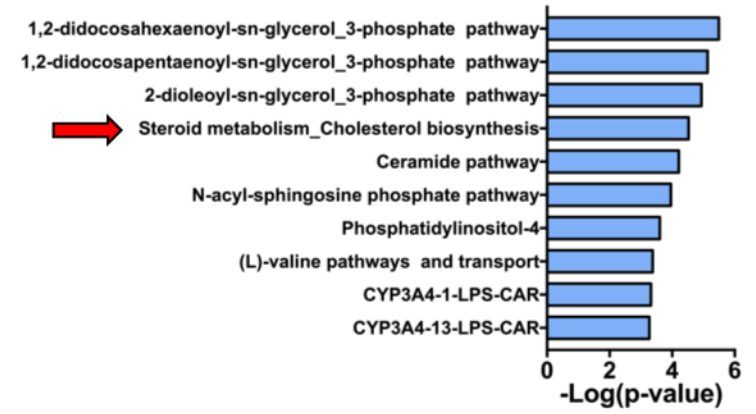 1,2-didocosahexaenoyl-sn-glycerol_3-phosphate pathway
1,2-didocosapentaenoyl-sn-glycerol_3-phosphate pathway
2-dioleoyl-sn-glycerol_3-phosphate pathway
Steroid metabolism_Cholesterol biosynthesis
Ceramide pathway
N-acyl-sphingosine phosphate pathway
Phosphatidylinositol-4
(L)-valine pathways and transport
CYP3A4-1-LPS-CAR
CYP3A4-13-LPS-CAR
0 2 4 6
-Log(p-value)